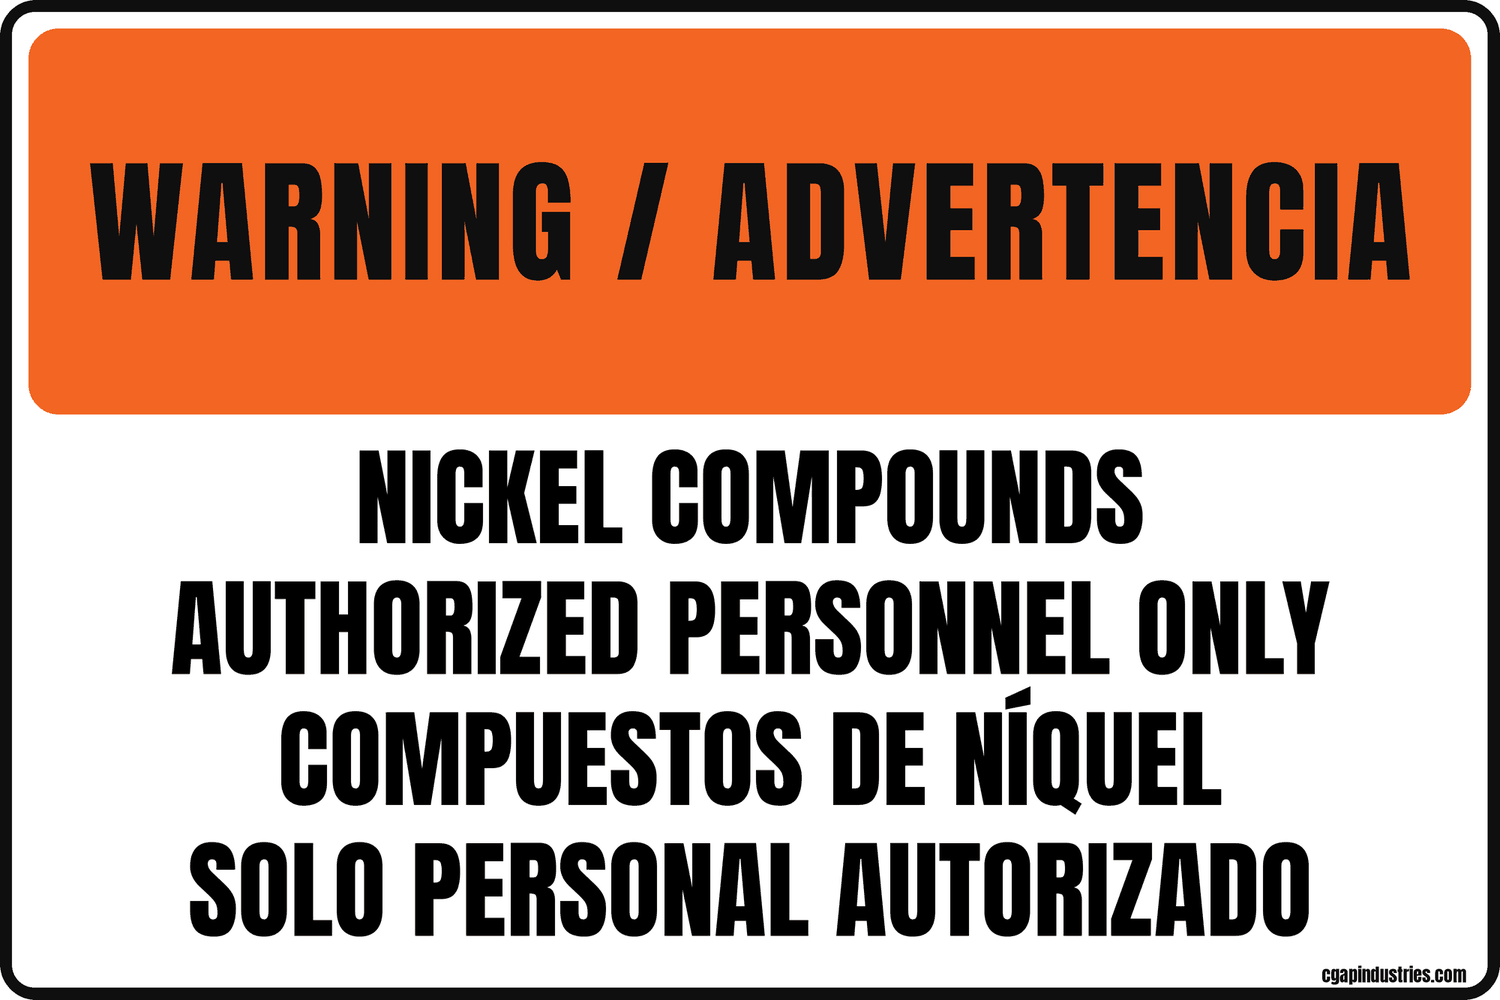 WARNING / ADVERTENCIA
NICKEL COMPOUNDS
AUTHORIZED PERSONNEL ONLY
COMPUESTOS DE NÍQUEL
SOLO PERSONAL AUTORIZADO
cgapindustries.com